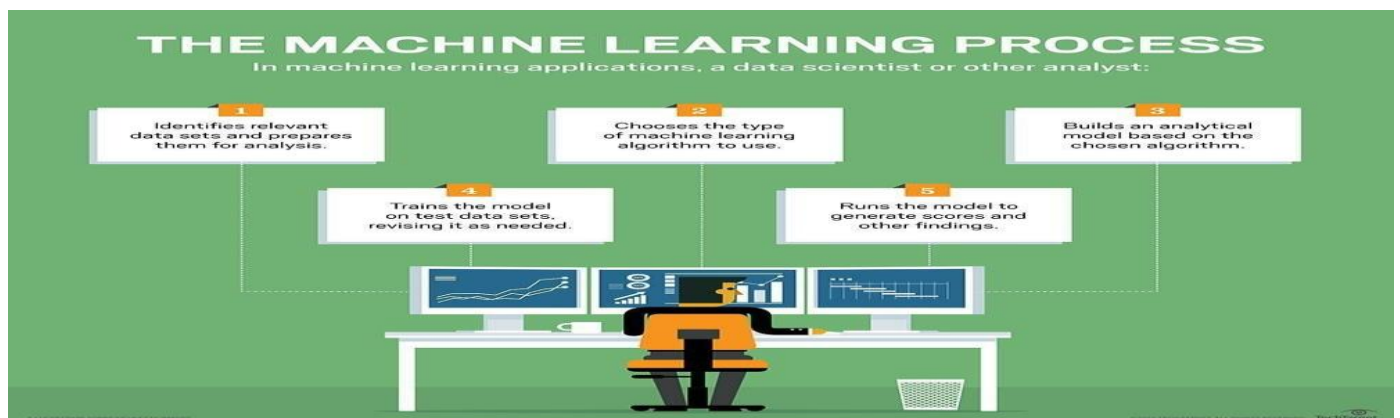 THE MACHINE LEARNING PROCESS
In machine learning applications, a data scientist or other analyst:
1
Identifies relevant
data sets and prepares
them for analysis.
2
Chooses the type
of machine learning
algorithm to use.
3
Builds an analytical
model based on the
chosen algorithm.
4
Trains the model
on test data sets,
revising it as needed.
5
Runs the model to
generate scores and
other findings.